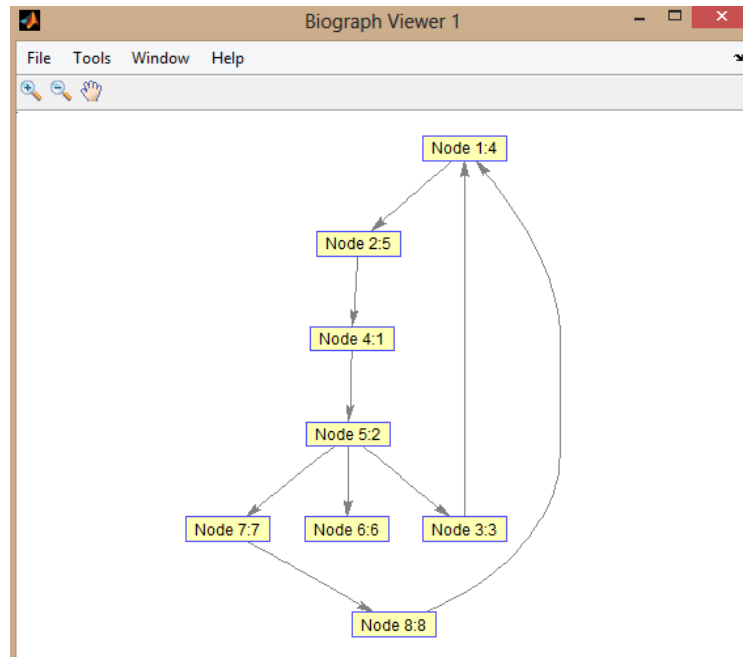 Biograph Viewer 1
File Tools Window Help
Node 1:4
Node 2:5
Node 4:1
Node 5:2
Node 7:7 Node 6:6 Node 3:3
Node 8:8